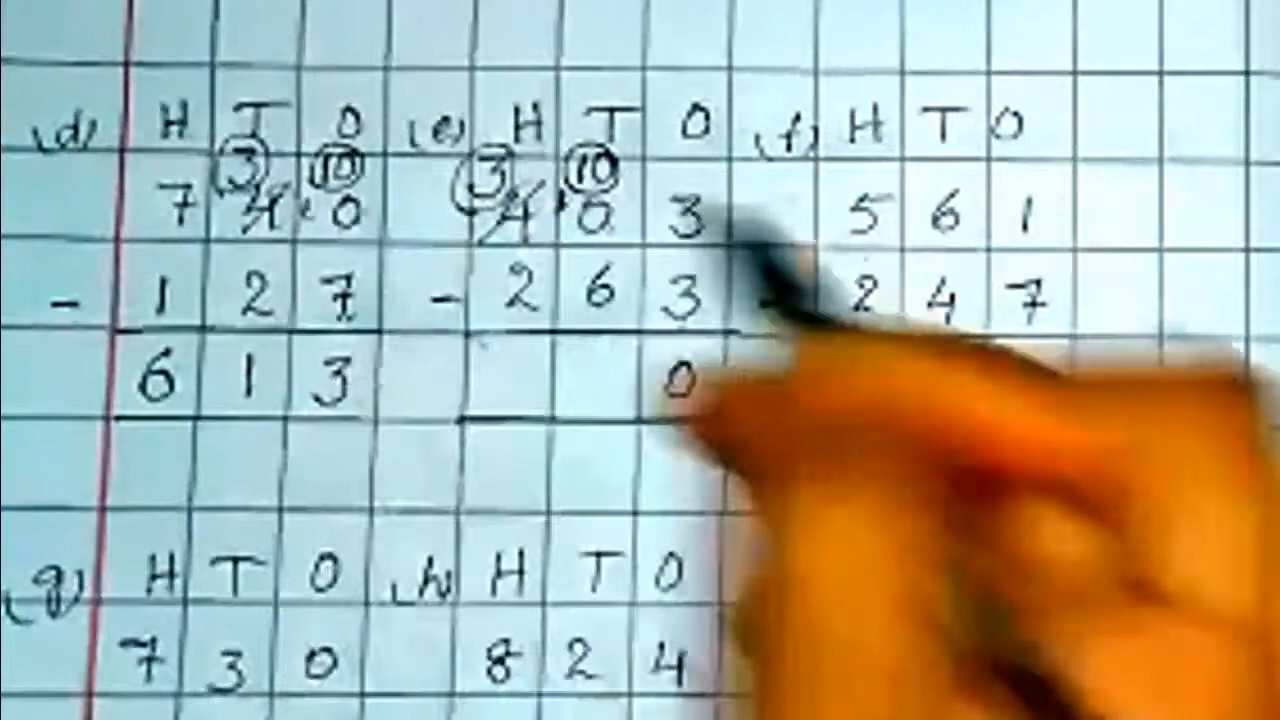 (d) H T O (e) H T O (f) H T O
3 10 3 10
7 4 0 4 0 3 5 6 1
- 1 2 7 - 2 6 3 2 4 7
6 1 3 0
(g) H T O (h) H T O
7 3 0 8 2 4